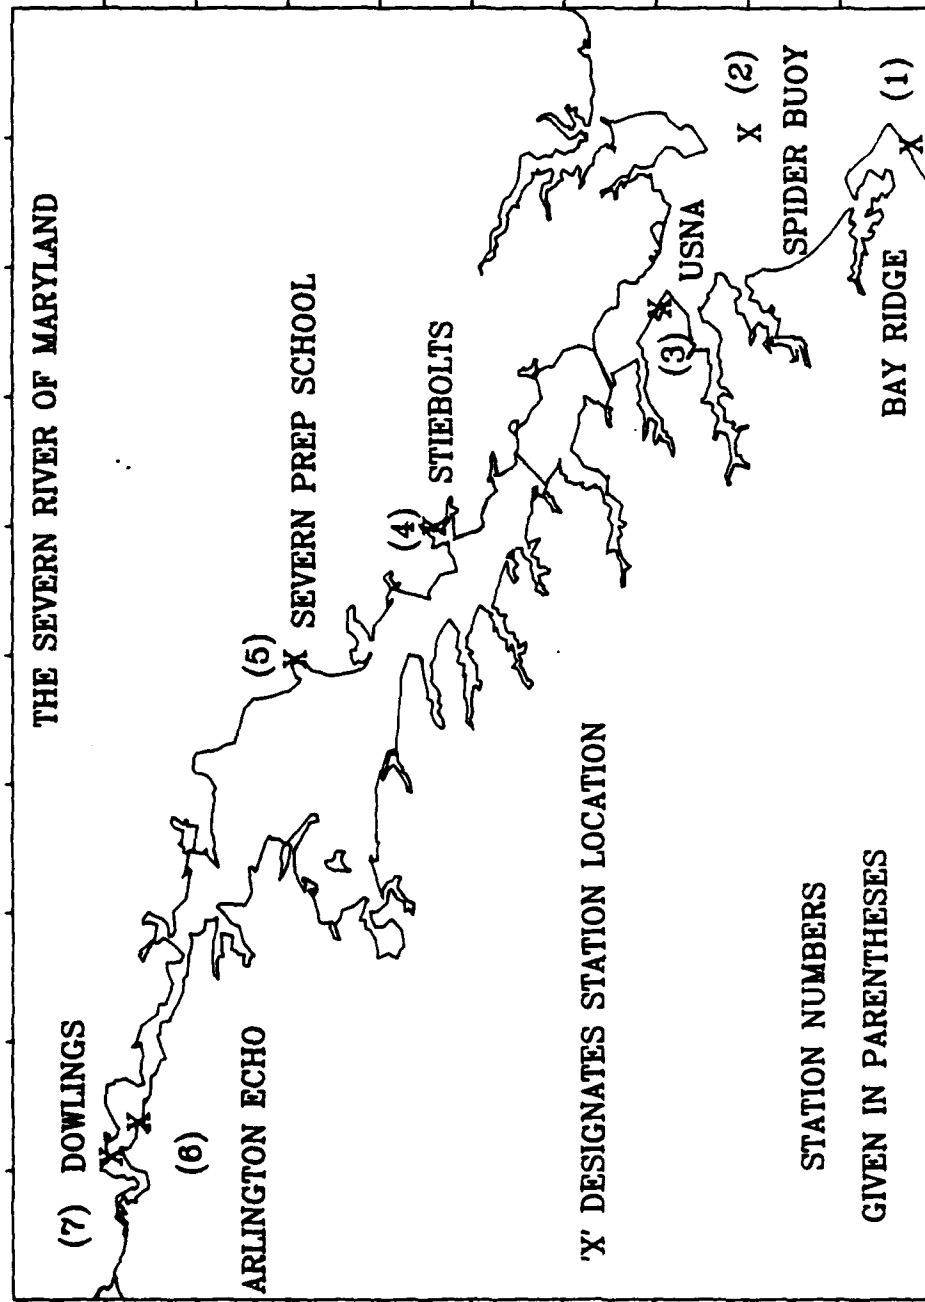 THE SEVERN RIVER OF MARYLAND
(7) DOWLINGS
X
X
(6)
ARLINGTON ECHO
(5)
X
SEVERN PREP SCHOOL
(4)
X
STIEBOLTS
X
(3)
USNA
X (2)
SPIDER BUOY
X (1)
BAY RIDGE
'X' DESIGNATES STATION LOCATION
STATION NUMBERS
GIVEN IN PARENTHESES